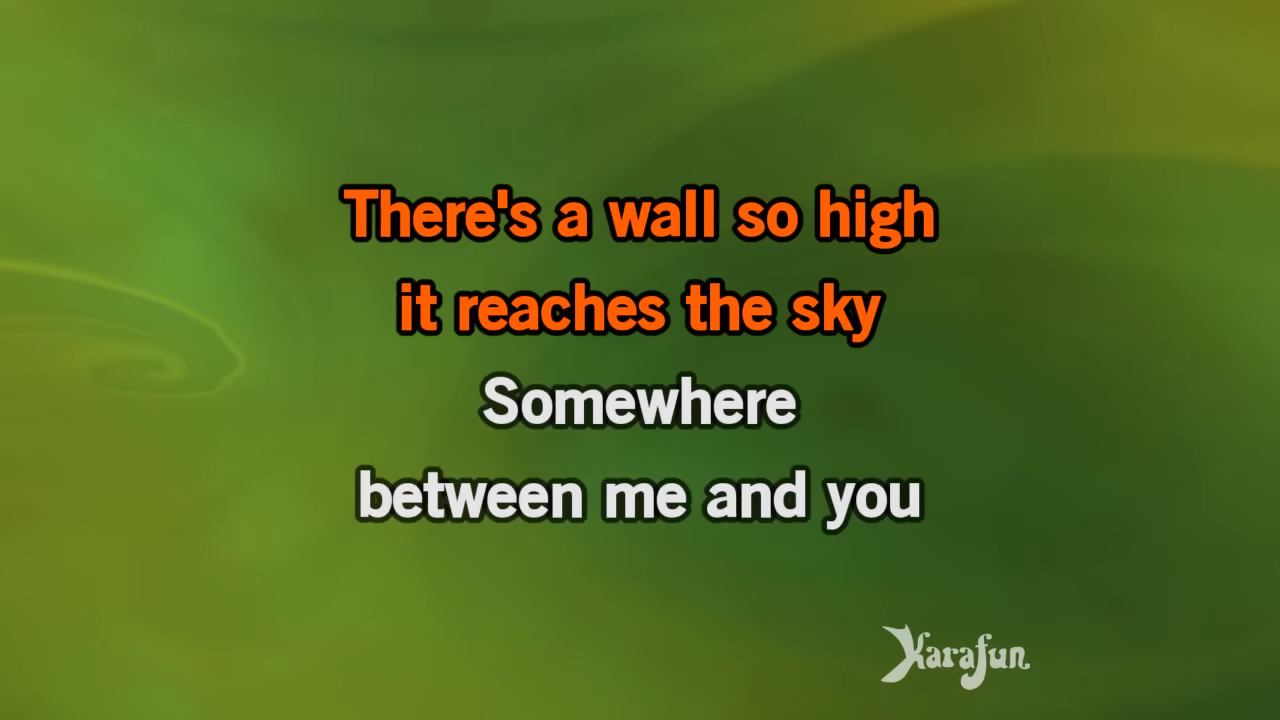 There's a wall so high
it reaches the sky
Somewhere
between me and you
Karafun